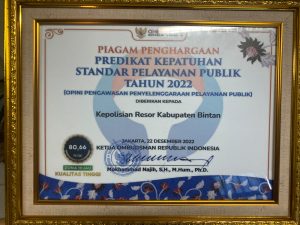 PIAGAM PENGHARGAAN
PREDIKAT KEPATUHAN
STANDAR PELAYANAN PUBLIK
TAHUN 2022
(OPINI PENGAWASAN PENYELENGGARAAN PELAYANAN PUBLIK)
DIBERIKAN KEPADA
Kepolisian Resor Kabupaten Bintan
JAKARTA, 22 DESEMBER 2022
KETUA OMBUDSMAN REPUBLIK INDONESIA
80,66
KUALITAS TINGGI
Mokhammad Najih, S.H., M.Hum., Ph.D.